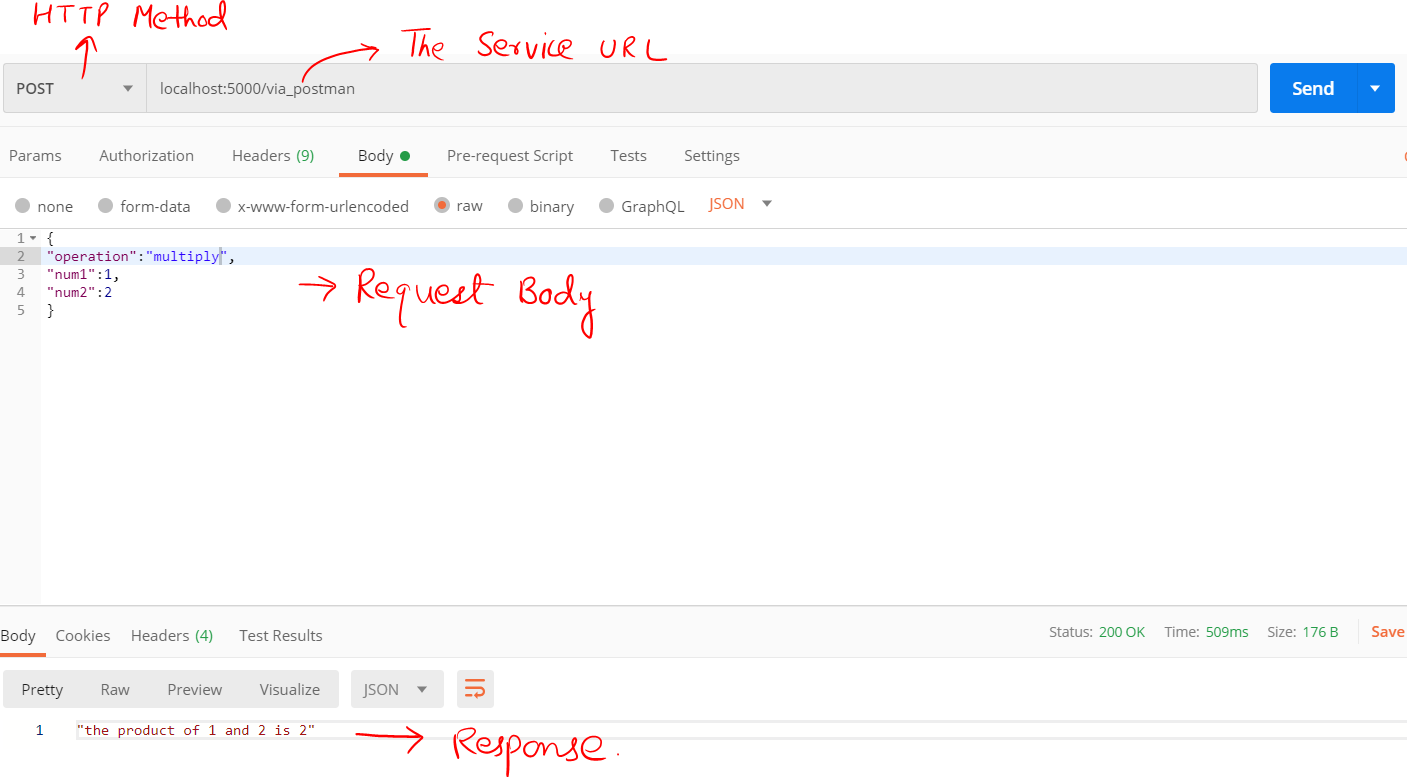 HTTP Method
The Service URL
POST localhost:5000/via_postman Send
Params Authorization Headers (9) Body Pre-request Script Tests Settings
none form-data x-www-form-urlencoded raw binary GraphQL JSON
1 {
2 "operation":"multiply",
3 "num1":1,
4 "num2":2
5 }
Request Body
Body Cookies Headers (4) Test Results Status: 200 OK Time: 509ms Size: 176 B Save
Pretty Raw Preview Visualize JSON
1 "the product of 1 and 2 is 2"
Response.